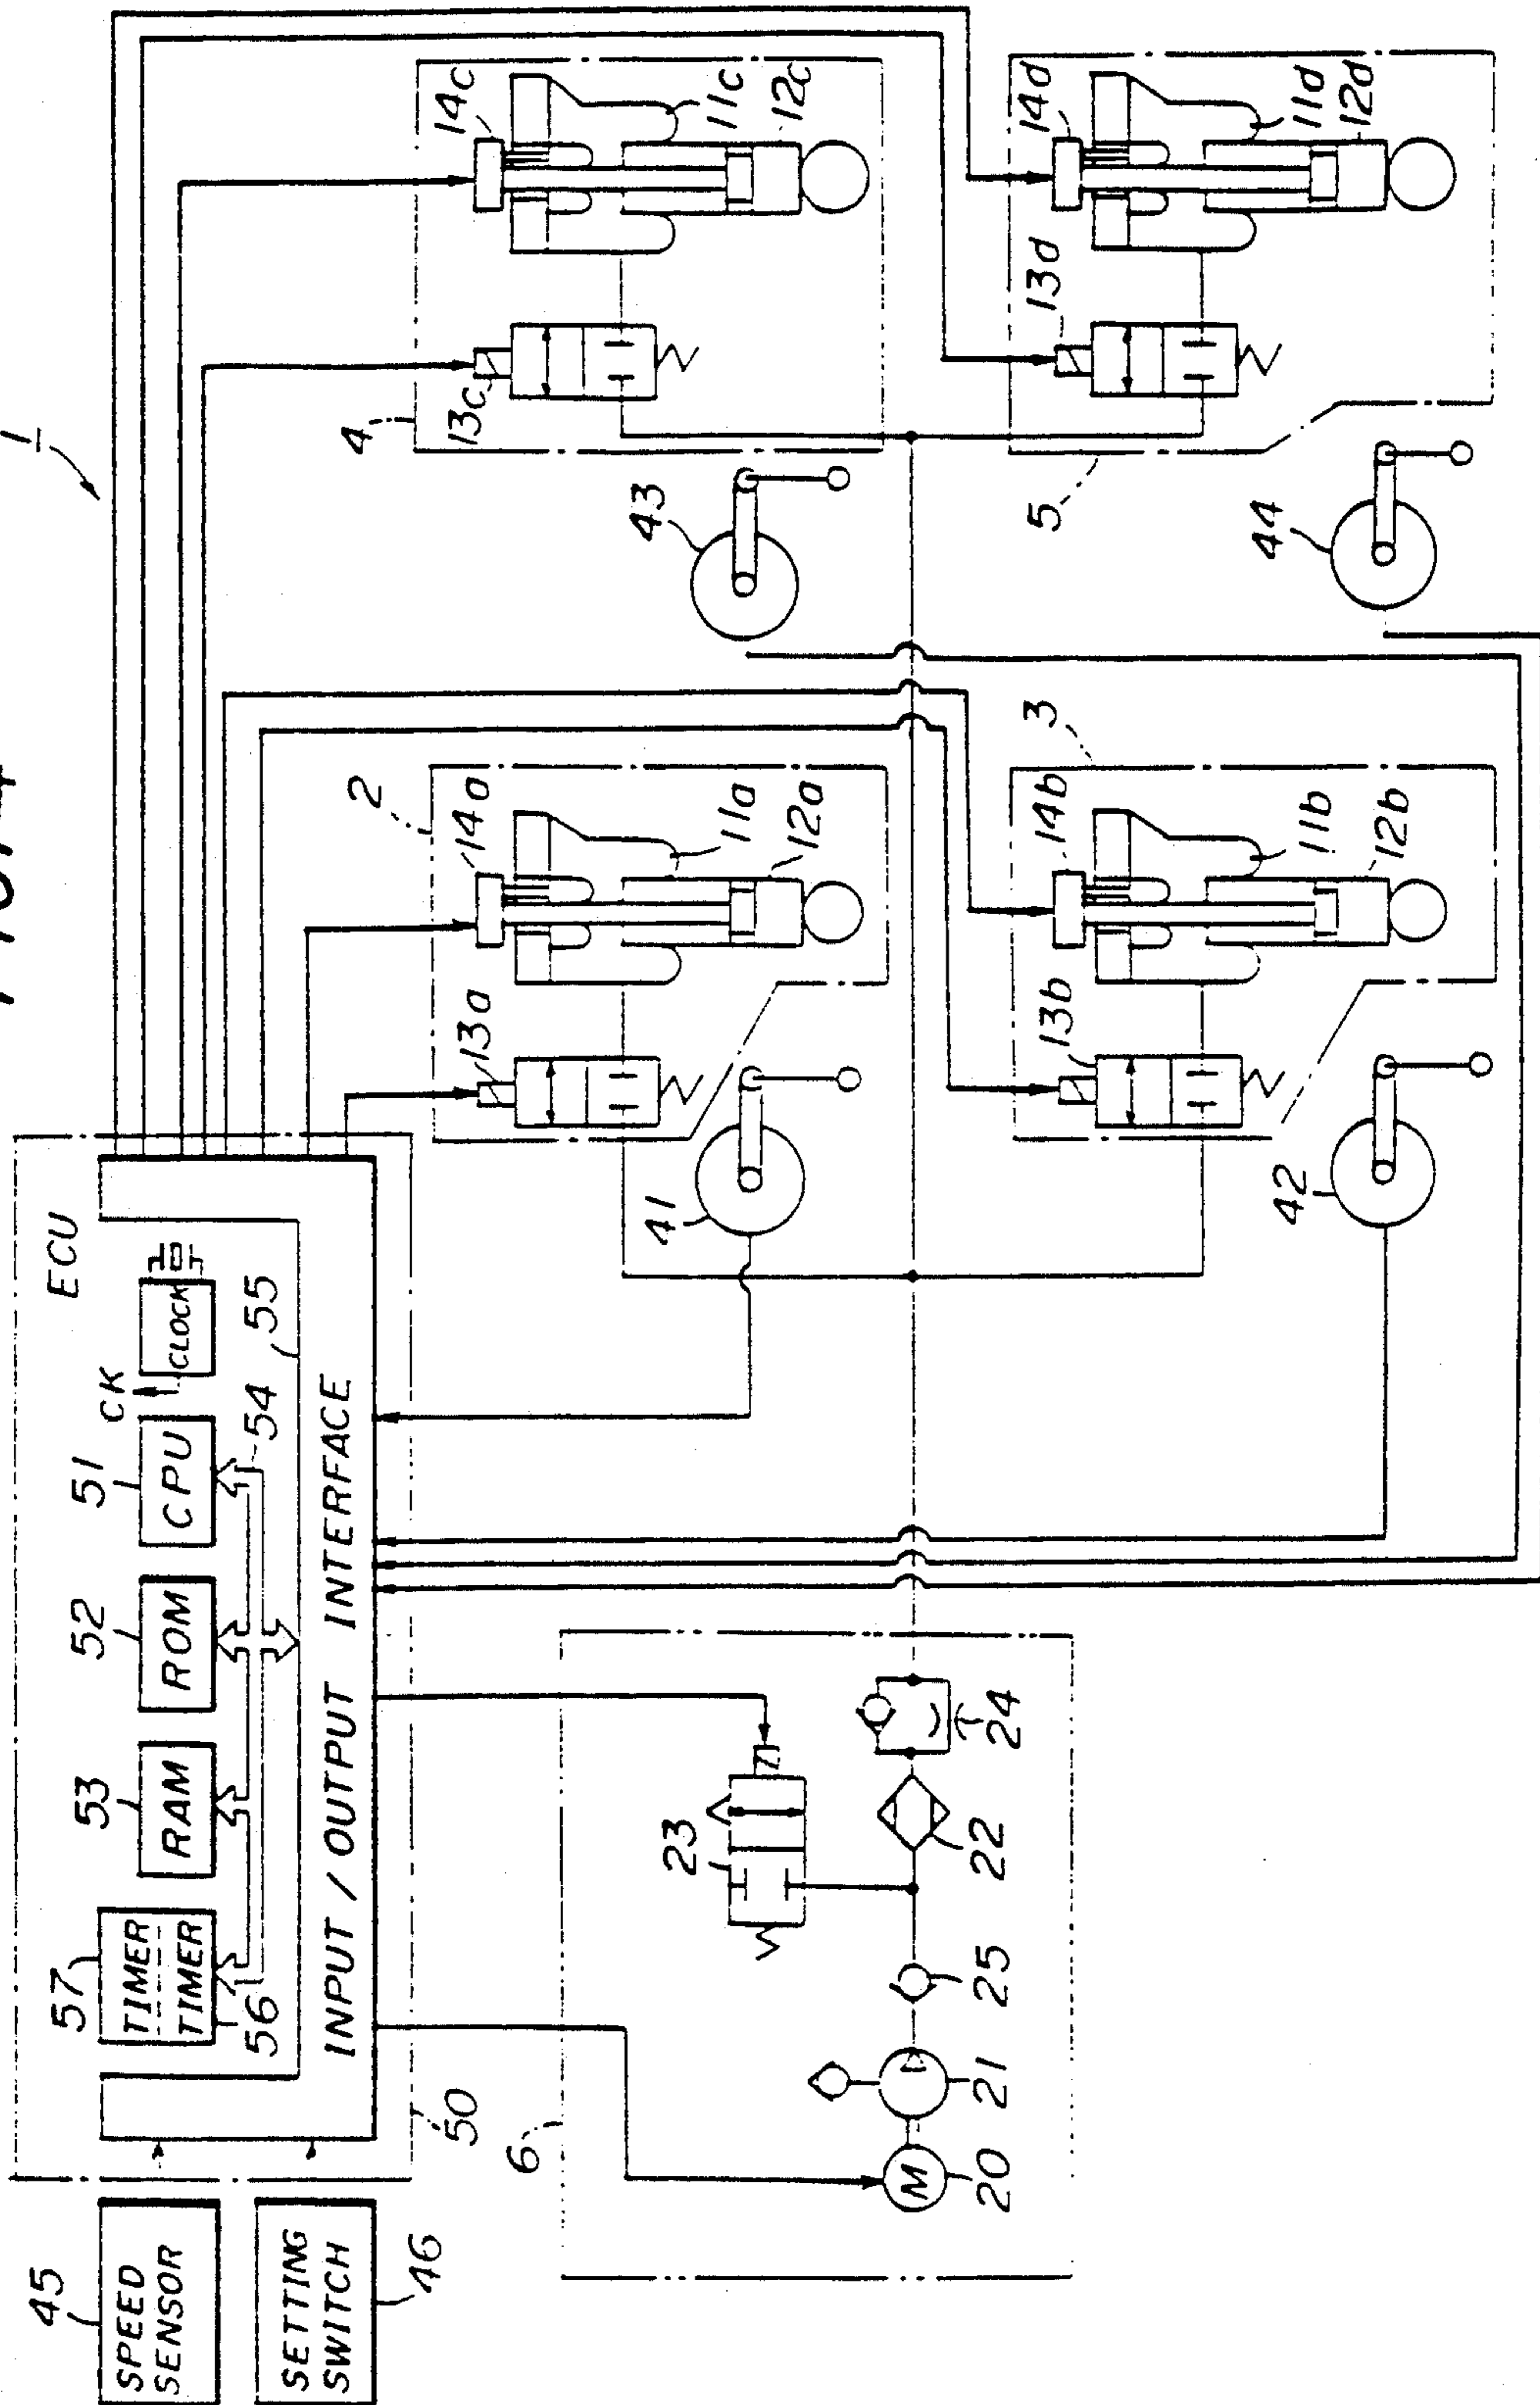 1
45
SPEED
SENSOR
SETTING
SWITCH
46
ECU
57
TIMER
TIMER
56
53
RAM
52
ROM
51
CPU
CK
CLOCK
54
55
INPUT / OUTPUT INTERFACE
50
6
M
20
21
25
22
23
24
2
13a
14a
11a
12a
41
3
13b
14b
11b
12b
42
4
13c
14c
11c
12c
43
5
13d
14d
11d
12d
44